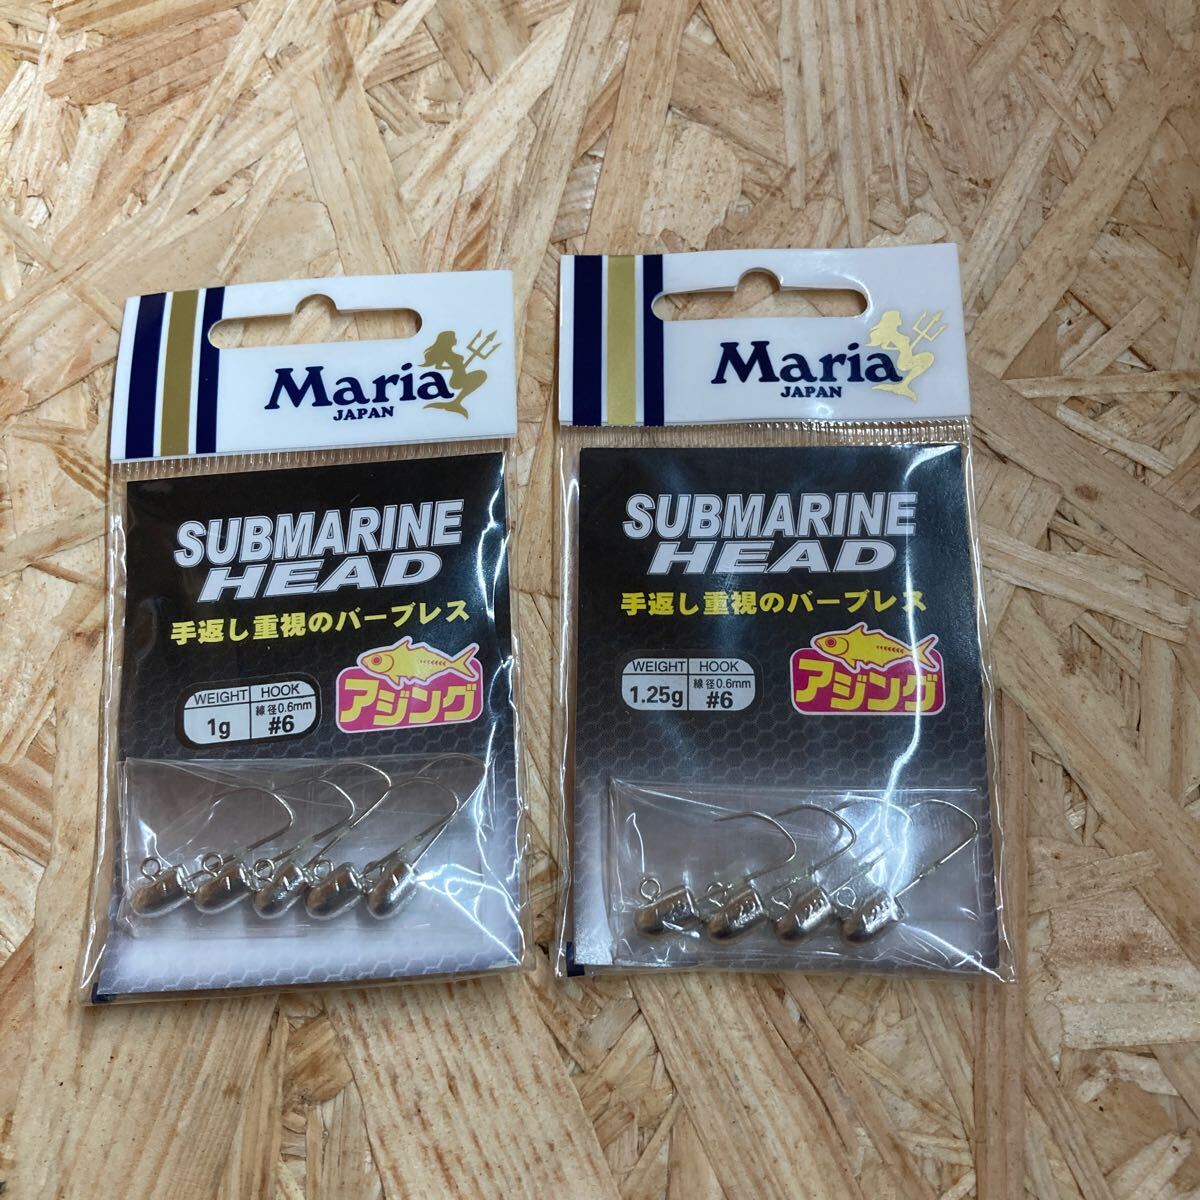 Maria
JAPAN
SUBMARINE
HEAD
手返し重視のバーブレス
WEIGHT HOOK
1g 線径0.6mm
#6
アジング
Maria
JAPAN
SUBMARINE
HEAD
手返し重視のバーブレス
WEIGHT HOOK
1.25g 線径0.6mm
#6
アジング